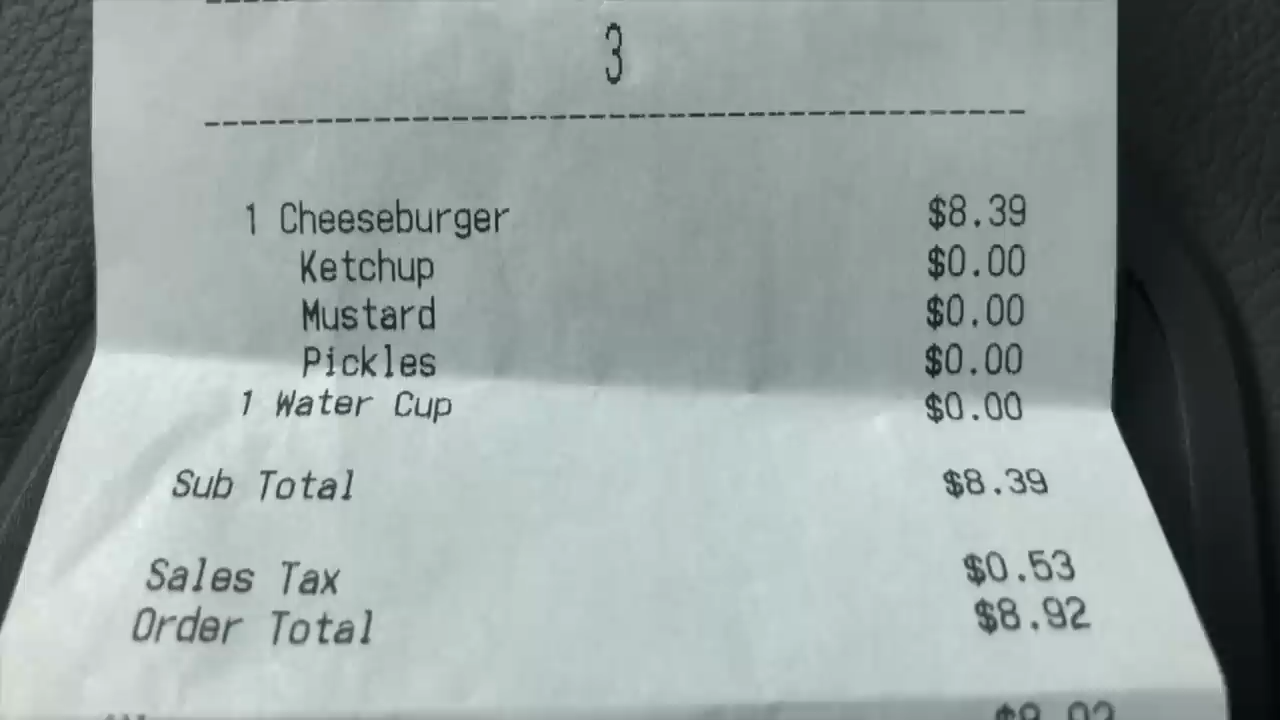 3
1 Cheeseburger $8.39
Ketchup $0.00
Mustard $0.00
Pickles $0.00
1 Water Cup $0.00
Sub Total $8.39
Sales Tax $0.53
Order Total $8.92